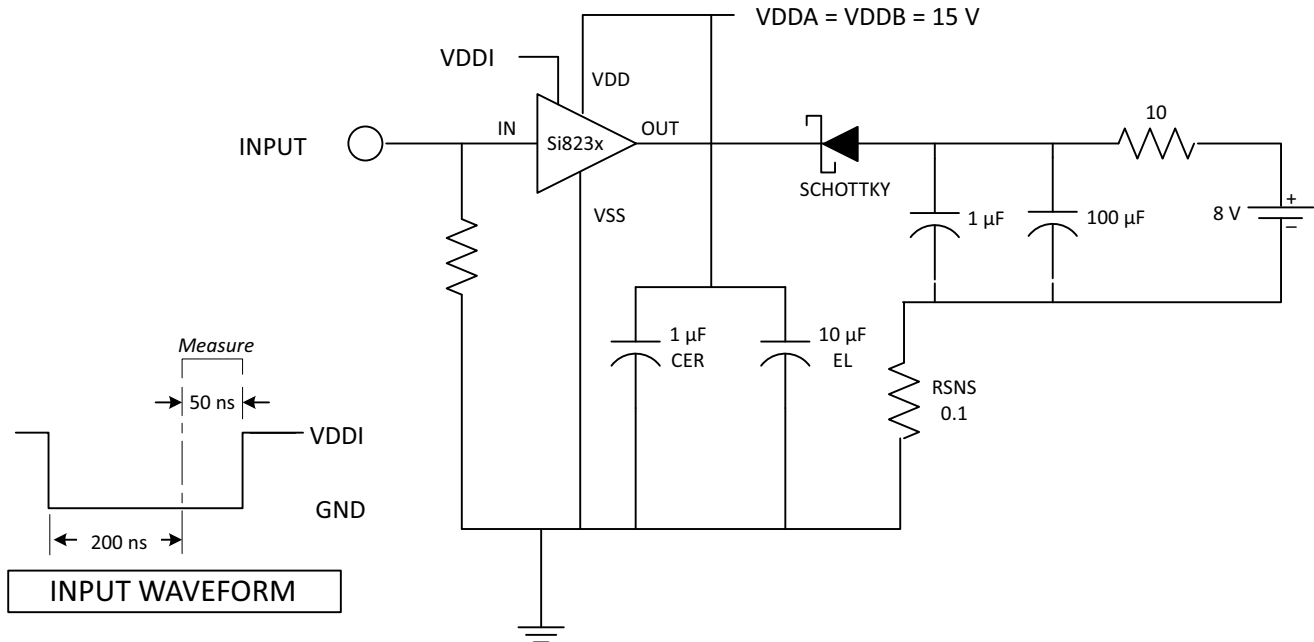 VDDA = VDDB = 15 V
VDDI
VDD
10
INPUT
IN
Si823x
OUT
SCHOTTKY
VSS
1 µF
100 µF
8 V
+
–
Measure
50 ns
1 µF
CER
10 µF
EL
RSNS
0.1
VDDI
GND
200 ns
INPUT WAVEFORM